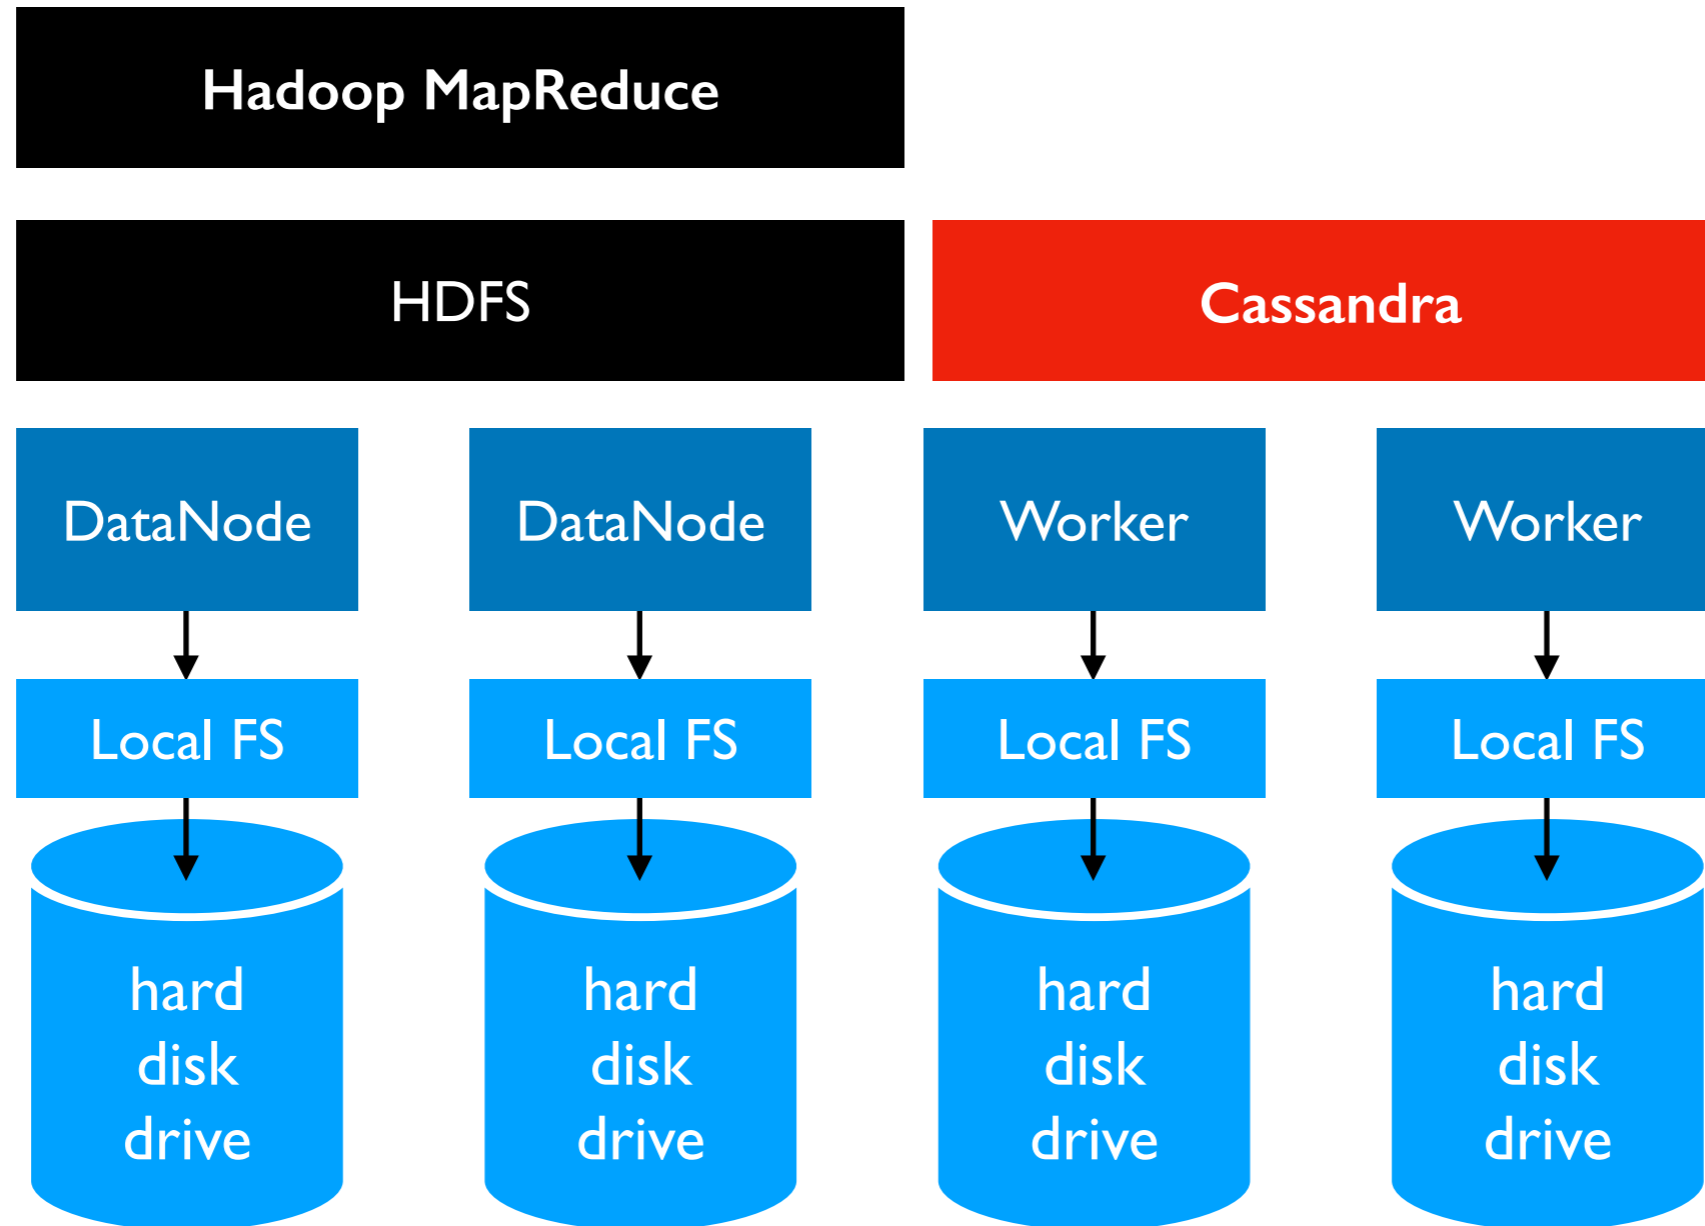 Hadoop MapReduce
HDFS
Cassandra
DataNode
DataNode
Worker
Worker
Local FS
Local FS
Local FS
Local FS
hard
disk
drive
hard
disk
drive
hard
disk
drive
hard
disk
drive